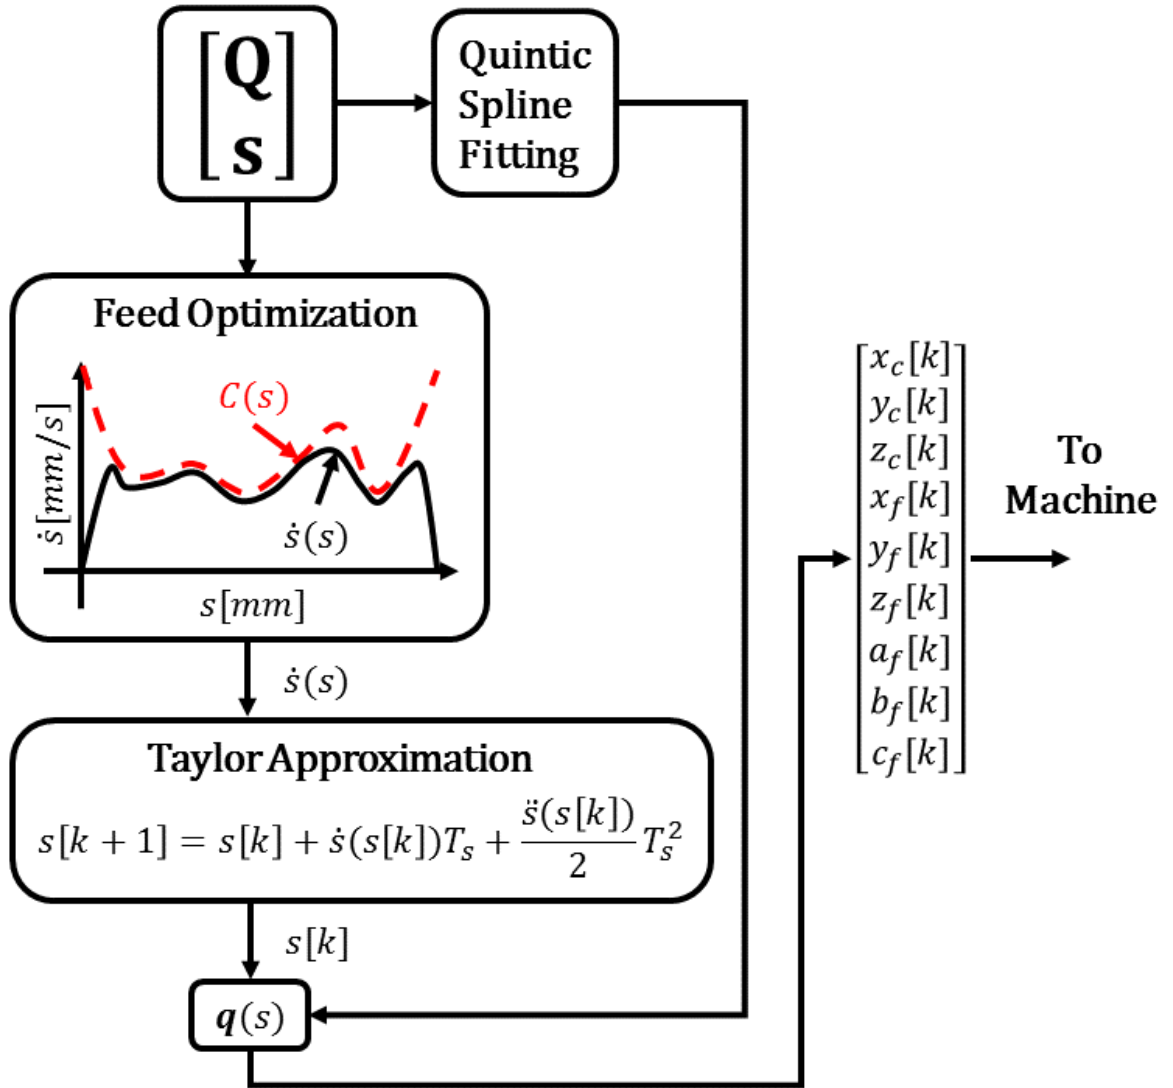 [Q
s]
Quintic
Spline
Fitting
Feed Optimization
C(s)
ṡ[mm/s]
ṡ(s)
s[mm]
ṡ(s)
Taylor Approximation
s[k + 1] = s[k] + ṡ(s[k])T_s + s̈(s[k])/2 T_s^2
s[k]
q(s)
x_c[k]
y_c[k]
z_c[k]
x_f[k]
y_f[k]
z_f[k]
a_f[k]
b_f[k]
c_f[k]
To
Machine